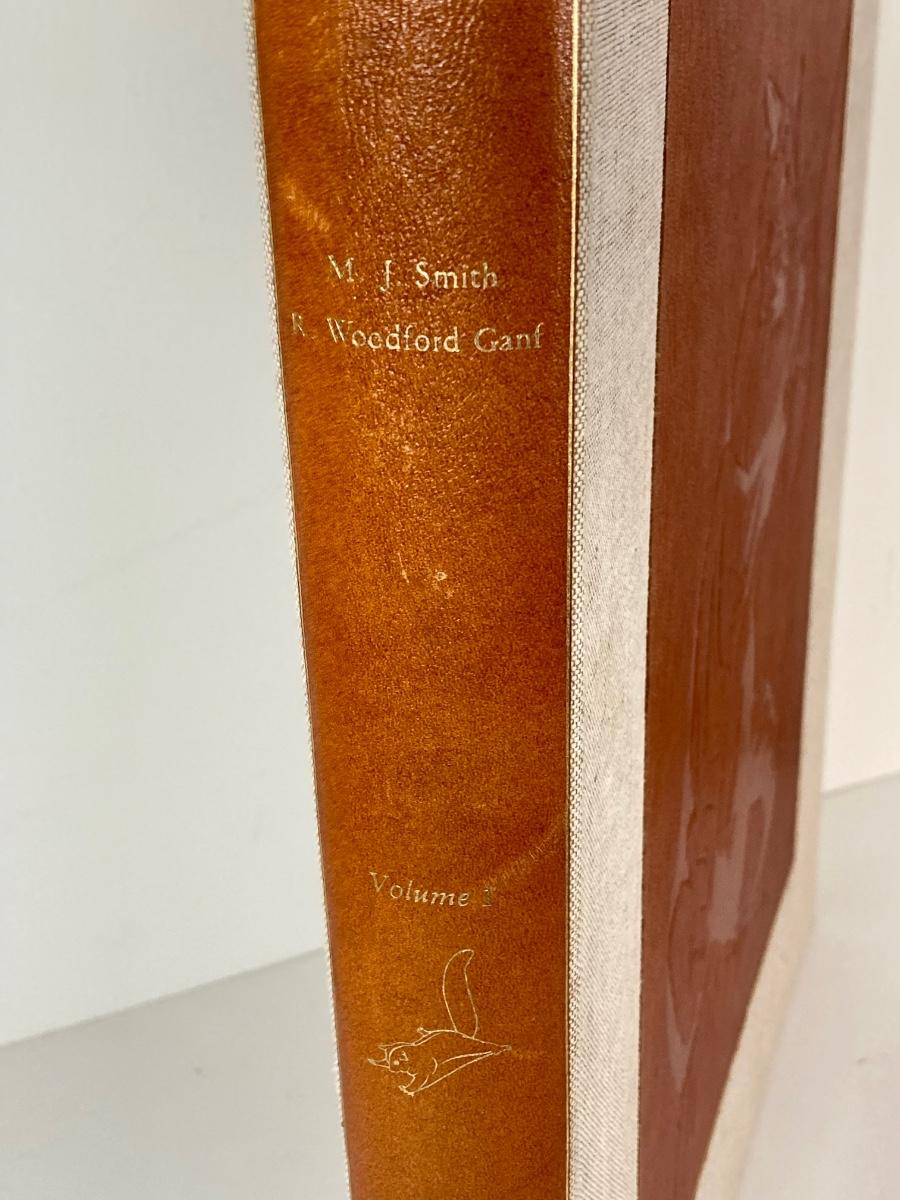 M. J. Smith
R. Woodford Ganf
Volume I